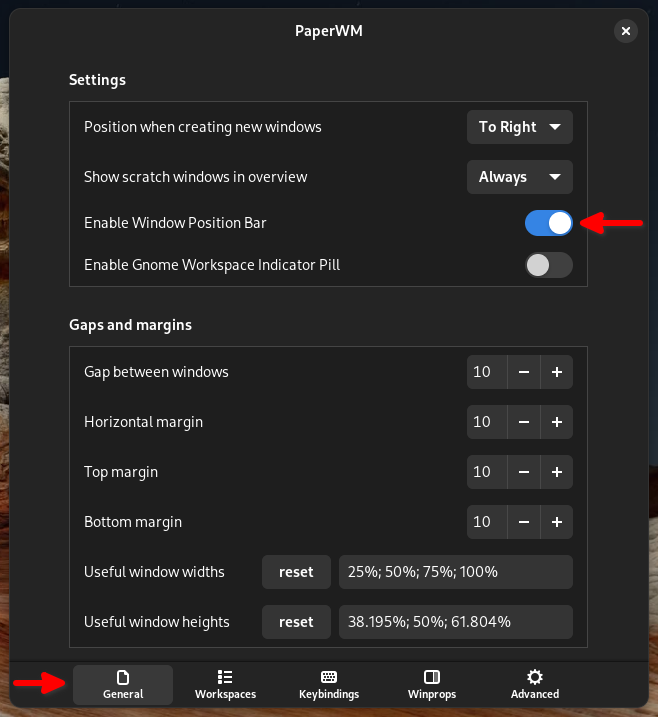 PaperWM
Settings
Position when creating new windows To Right
Show scratch windows in overview Always
Enable Window Position Bar
Enable Gnome Workspace Indicator Pill
Gaps and margins
Gap between windows 10 − +
Horizontal margin 10 − +
Top margin 10 − +
Bottom margin 10 − +
Useful window widths reset 25%; 50%; 75%; 100%
Useful window heights reset 38.195%; 50%; 61.804%
General Workspaces Keybindings Winprops Advanced